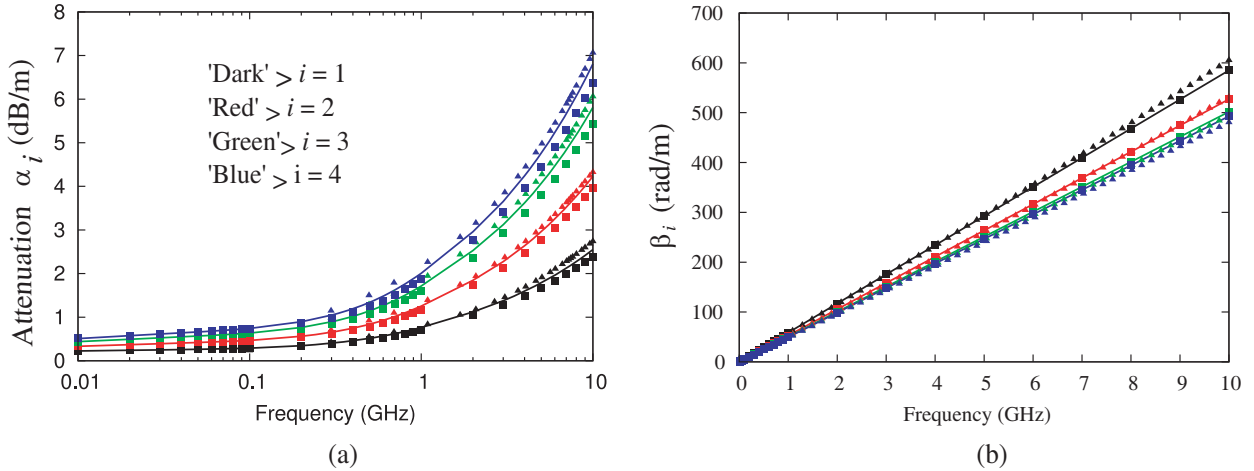 8
7
6
5
4
3
2
1
0
Attenuation α i (dB/m)
'Dark' > i = 1
'Red' > i = 2
'Green' > i = 3
'Blue' > i = 4
0.01 0.1 1 10
Frequency (GHz)
(a)
700
600
500
400
300
200
100
0
β i (rad/m)
0 1 2 3 4 5 6 7 8 9 10
Frequency (GHz)
(b)